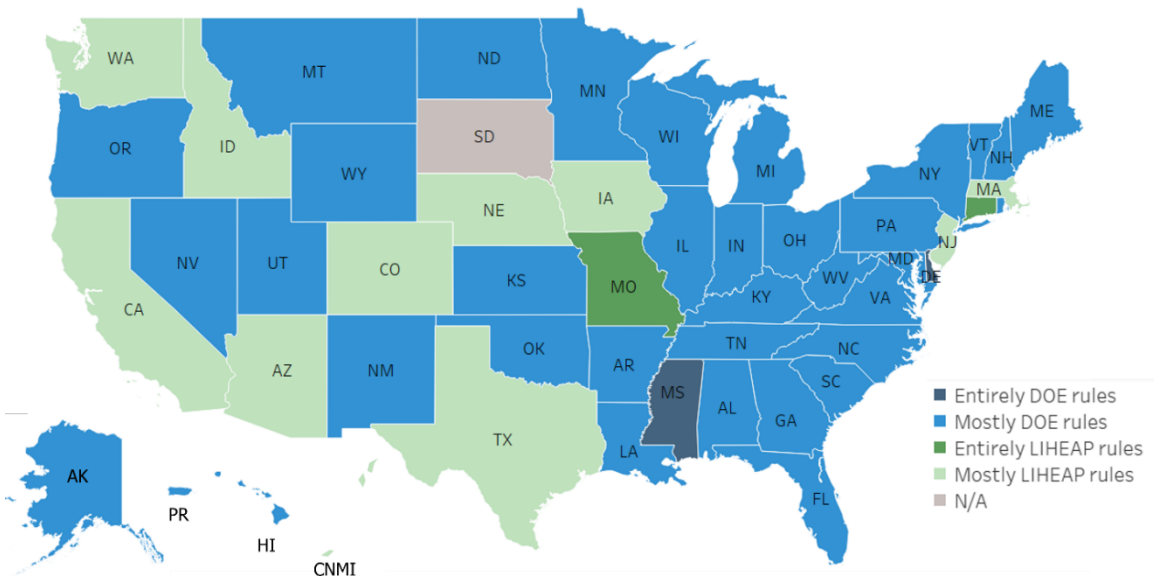 WA
MT
ND
MN
ME
OR
ID
SD
WI
VT
NH
WY
MI
NY
MA
NE
IA
PA
NJ
NV
UT
CO
KS
IL
IN
OH
MD
DE
WV
CA
MO
KY
VA
AZ
NM
OK
AR
TN
NC
SC
MS
AL
GA
TX
LA
FL
Entirely DOE rules
Mostly DOE rules
Entirely LIHEAP rules
Mostly LIHEAP rules
N/A
AK
PR
HI
CNMI